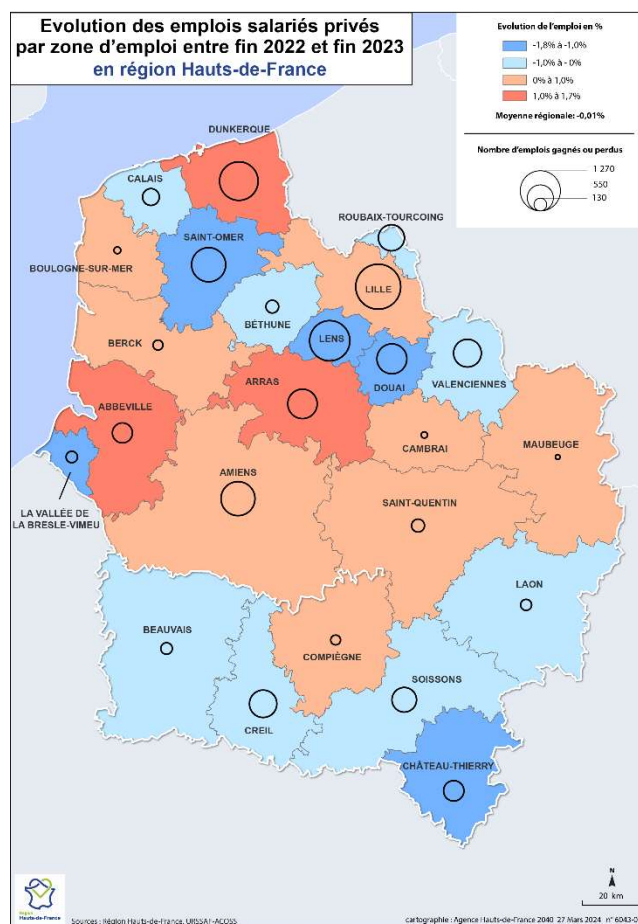 Evolution des emplois salariés privés
par zone d'emploi entre fin 2022 et fin 2023
en région Hauts-de-France
Evolution de l'emploi en %
-1,8% à -1,0%
-1,0% à - 0%
0% à 1,0%
1,0% à 1,7%
Moyenne régionale: -0,01%
Nombre d'emplois gagnés ou perdus
1 270
550
130
DUNKERQUE
CALAIS
ROUBAIX-TOURCOING
SAINT-OMER
BOULOGNE-SUR-MER
LILLE
BÉTHUNE
LENS
BERCK
DOUAI
VALENCIENNES
ARRAS
ABBEVILLE
CAMBRAI
MAUBEUGE
AMIENS
SAINT-QUENTIN
LA VALLÉE DE
LA BRESLE-VIMEU
LAON
BEAUVAIS
COMPIÈGNE
SOISSONS
CREIL
CHÂTEAU-THIERRY
N
20 km
Région
Hauts-de-France
Sources : Région Hauts-de-France, URSSAF-ACOSS
cartographie : Agence Hauts-de-France 2040 27 Mars 2024 n° 6043-0